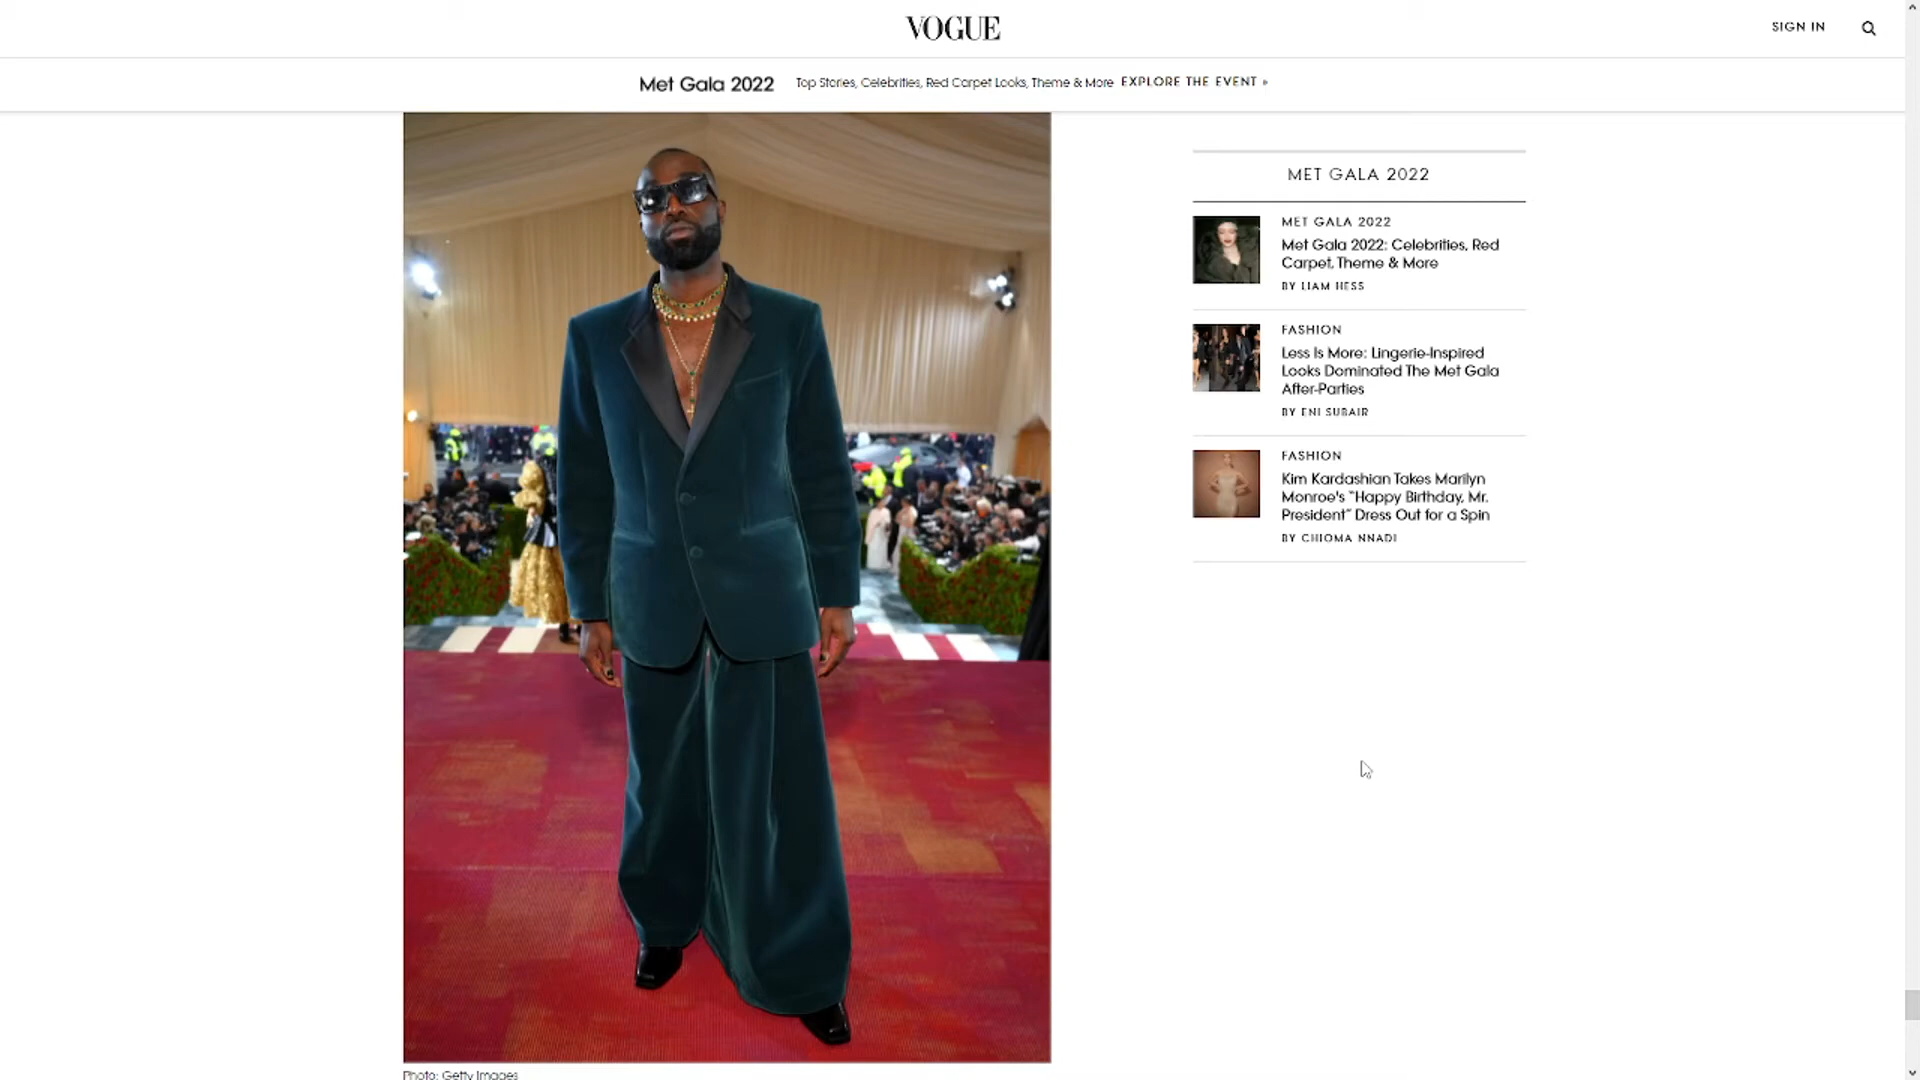 VOGUE
SIGN IN
Met Gala 2022
Top Stories, Celebrities, Red Carpet Looks, Theme & More
EXPLORE THE EVENT »
MET GALA 2022
MET GALA 2022
Met Gala 2022: Celebrities, Red
Carpet, Theme & More
BY LIAM HESS
FASHION
Less Is More: Lingerie-Inspired
Looks Dominated The Met Gala
After-Parties
BY ENI SUBAIR
FASHION
Kim Kardashian Takes Marilyn
Monroe's "Happy Birthday, Mr.
President" Dress Out for a Spin
BY CHIOMA NNADI
Photo: Getty Images